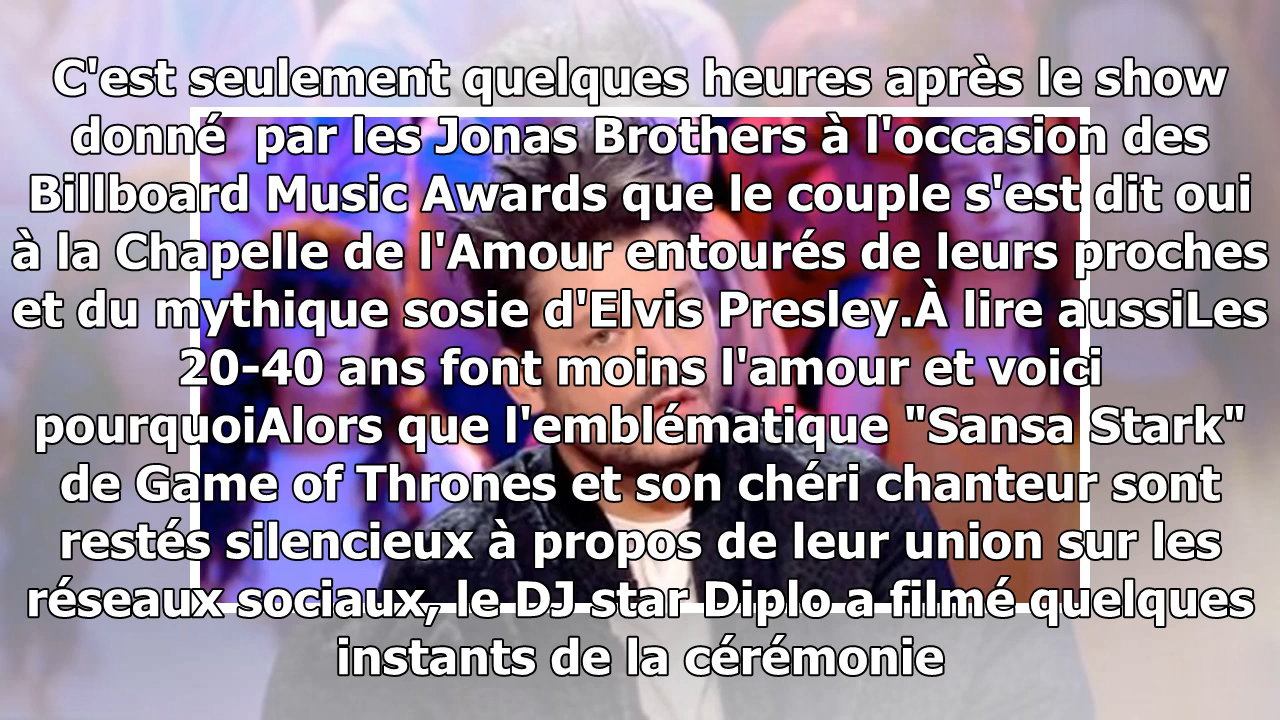 C'est seulement quelques heures après le show
donné  par les Jonas Brothers à l'occasion des
Billboard Music Awards que le couple s'est dit oui
à la Chapelle de l'Amour entourés de leurs proches
et du mythique sosie d'Elvis Presley.À lire aussiLes
20-40 ans font moins l'amour et voici
pourquoiAlors que l'emblématique "Sansa Stark"
de Game of Thrones et son chéri chanteur sont
restés silencieux à propos de leur union sur les
réseaux sociaux, le DJ star Diplo a filmé quelques
instants de la cérémonie